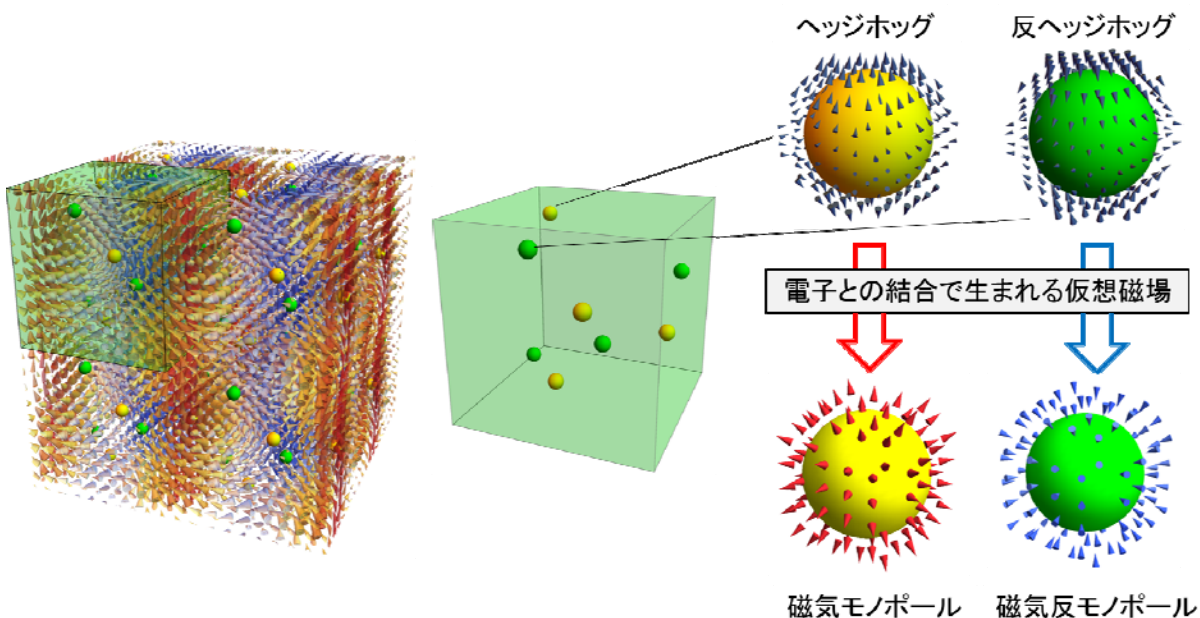 ヘッジホッグ
反ヘッジホッグ
電子との結合で生まれる仮想磁場
磁気モノポール
磁気反モノポール